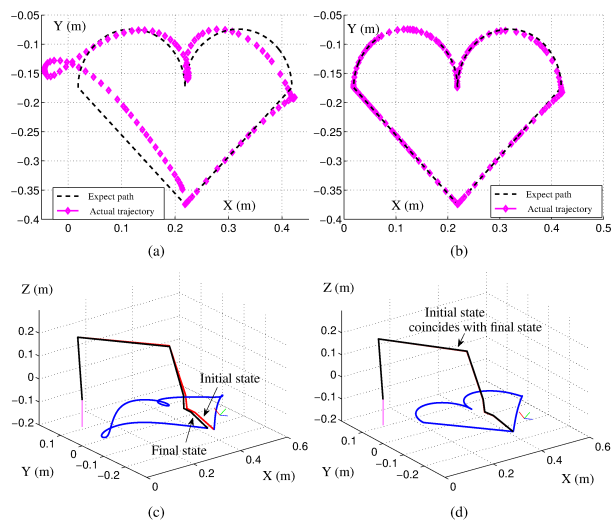 Y (m)
−0.05
−0.1
−0.15
−0.2
−0.25
−0.3
−0.35
−0.4
Expect path
Actual trajectory
X (m)
0
0.1
0.2
0.3
0.4
(a)
Y (m)
−0.05
−0.1
−0.15
−0.2
−0.25
−0.3
−0.35
−0.4
X (m)
Expect path
Actual trajectory
0
0.1
0.2
0.3
0.4
0.5
(b)
Z (m)
0.2
0.1
0
−0.1
−0.2
0.1
0
−0.1
−0.2
Y (m)
Initial state
Final state
0
0.2
0.4
0.6
X (m)
(c)
Z (m)
Initial state
coincides with final state
0.2
0.1
0
−0.1
−0.2
0.1
0
−0.1
−0.2
Y (m)
0
0.2
0.4
0.6
X (m)
(d)